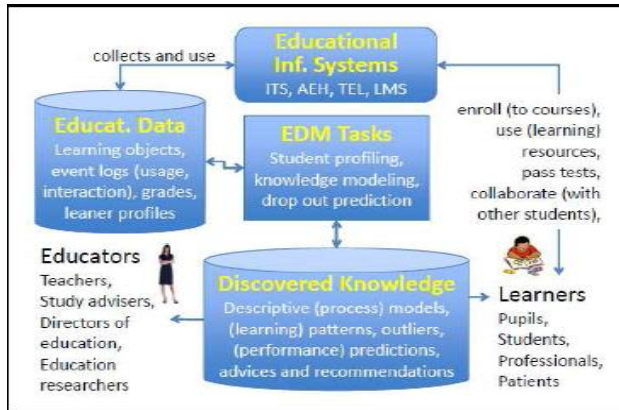 collects and use
Educational
Inf. Systems
ITS, AEH, TEL, LMS
Educat. Data
Learning objects,
event logs (usage,
interaction), grades,
leaner profiles
EDM Tasks
Student profiling,
knowledge modeling,
drop out prediction
enroll (to courses),
use (learning)
resources,
pass tests,
collaborate (with
other students),
Educators
Teachers,
Study advisers,
Directors of
education,
Education
researchers
Discovered Knowledge
Descriptive (process) models,
(learning) patterns, outliers,
(performance) predictions,
advices and recommendations
Learners
Pupils,
Students,
Professionals,
Patients